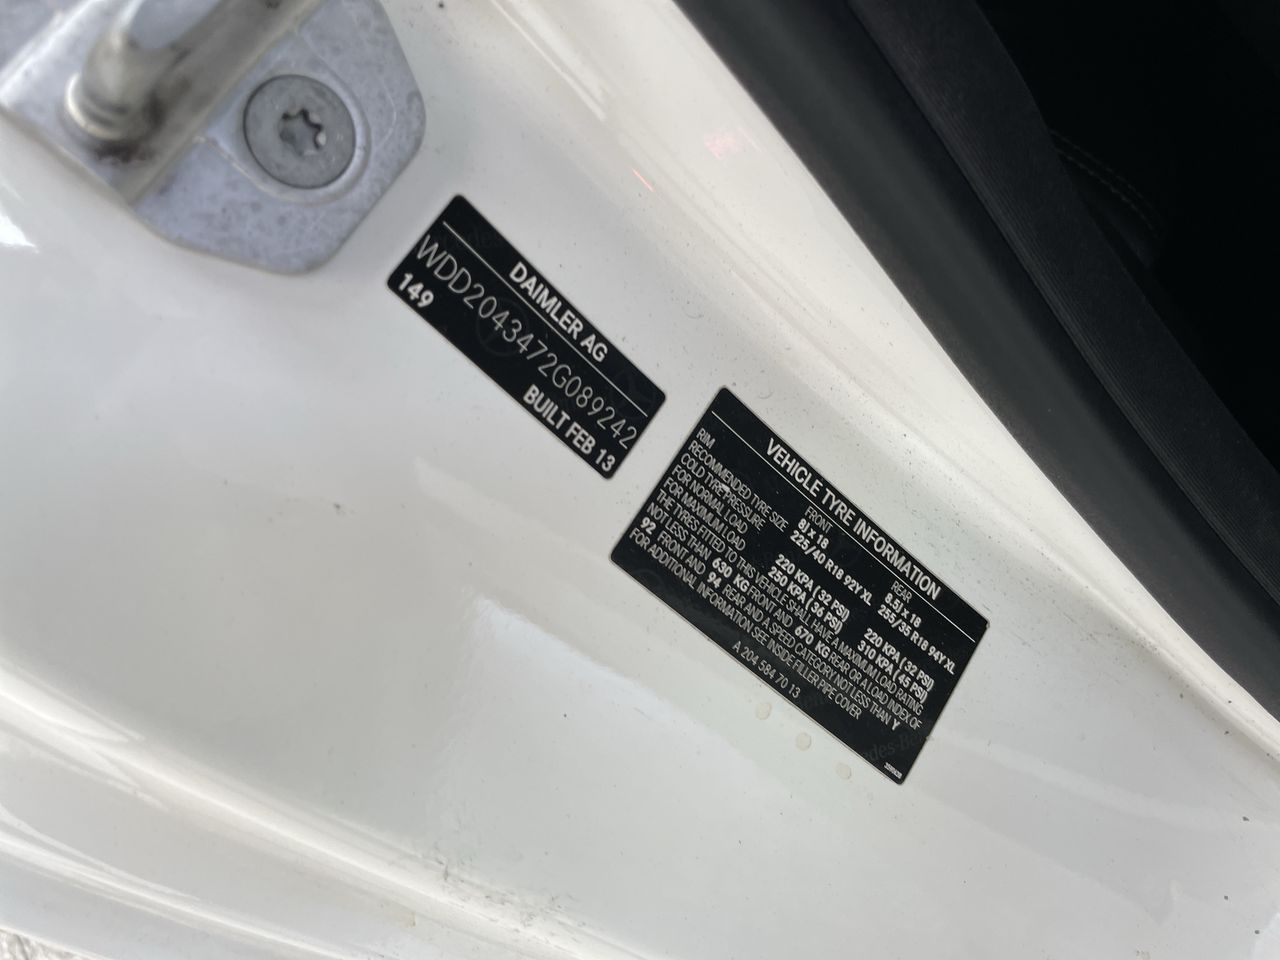 DAIMLER AG
WDD2043472G089242
149 BUILT FEB 13
VEHICLE TYRE INFORMATION
FRONT REAR
RIM 8J x 18 8.5J x 18
RECOMMENDED TYRE SIZE 225/40 R18 92Y XL 255/35 R18 94Y XL
COLD TYRE PRESSURE
FOR NORMAL LOAD 220 KPA ( 32 PSI) 220 KPA ( 32 PSI)
FOR MAXIMUM LOAD 250 KPA ( 36 PSI) 310 KPA ( 45 PSI)
THE TYRES FITTED TO THIS VEHICLE SHALL HAVE A MAXIMUM LOAD RATING
NOT LESS THAN 630 KG FRONT AND 670 KG REAR OR A LOAD INDEX OF
92 FRONT AND 94 REAR AND A SPEED CATEGORY NOT LESS THAN Y
FOR ADDITIONAL INFORMATION SEE INSIDE FILLER PIPE COVER
A 204 584 70 13